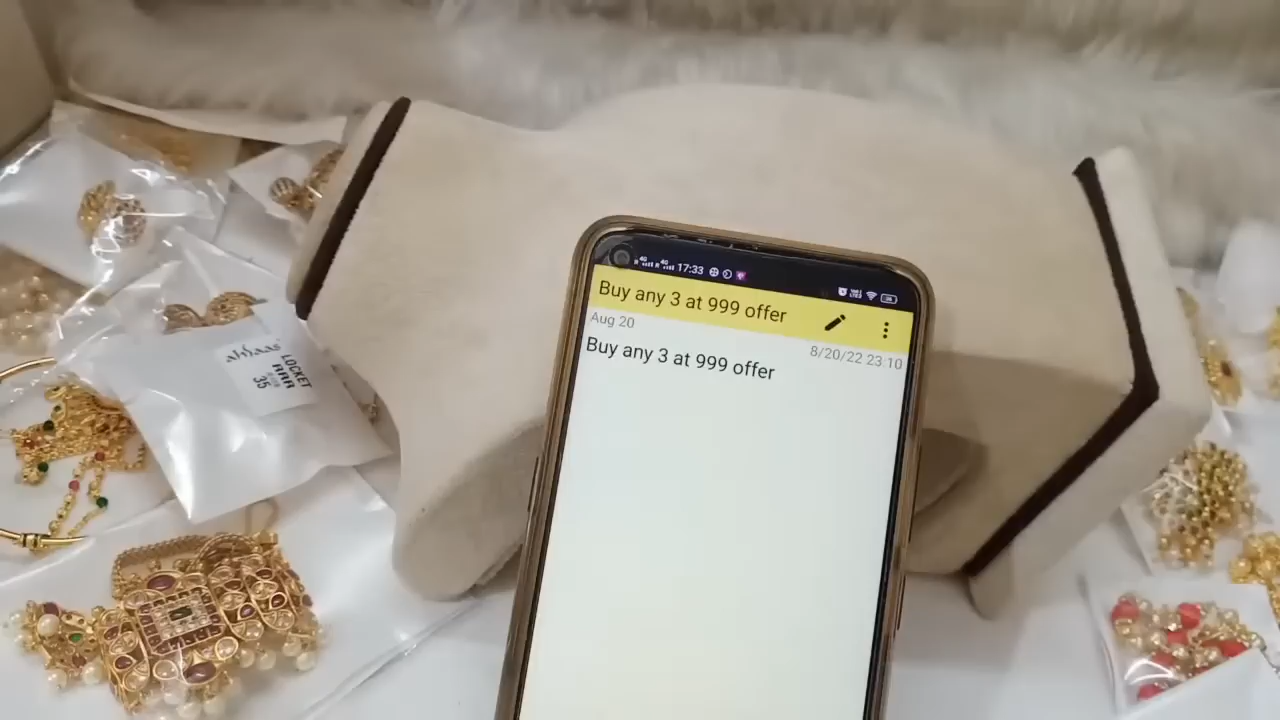 17:33
Buy any 3 at 999 offer
Aug 20
8/20/22 23:10
Buy any 3 at 999 offer
LOCKET
35